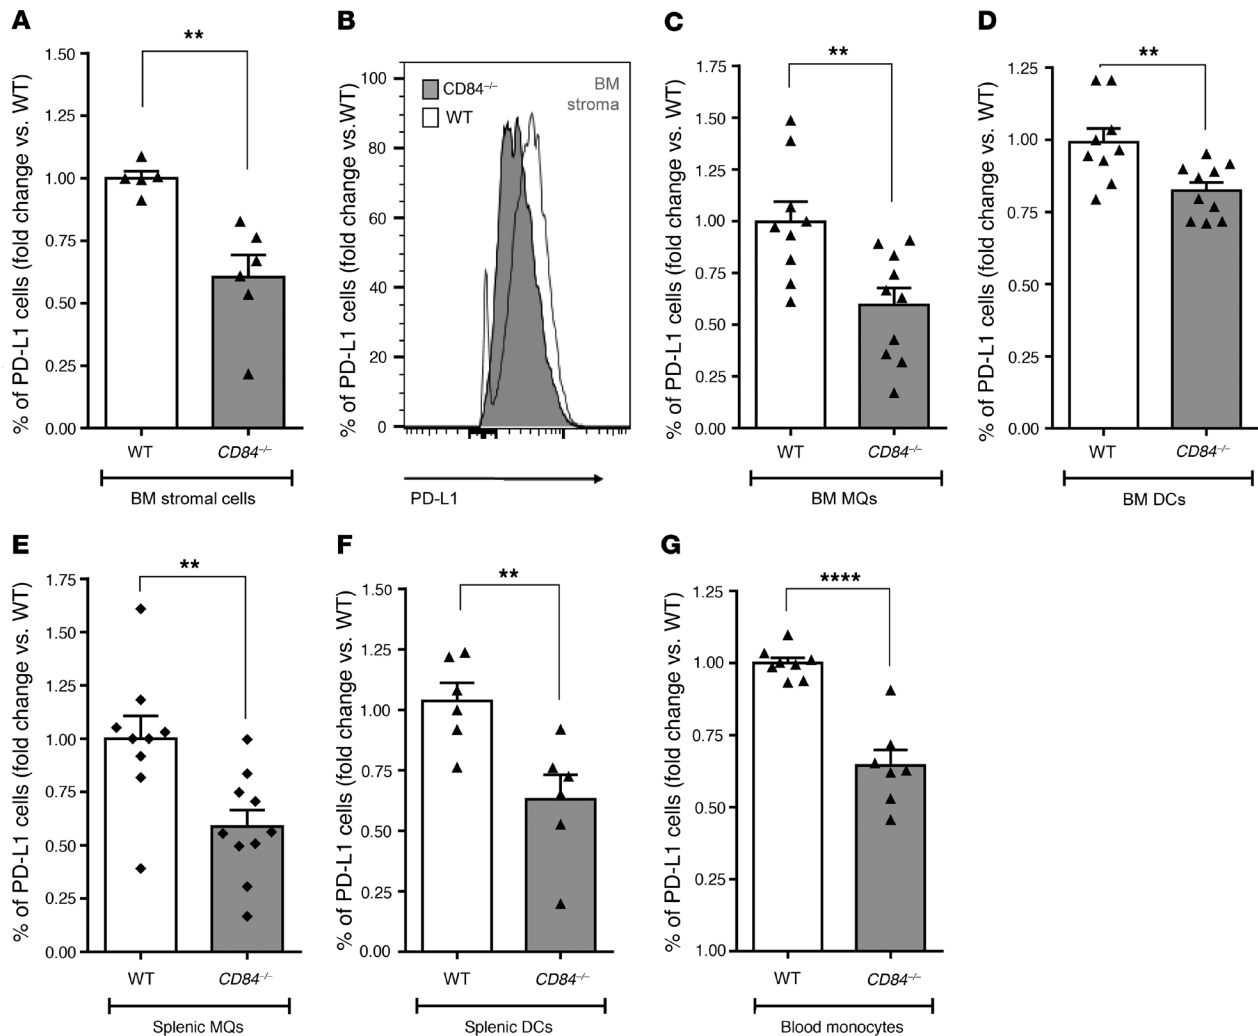 A
% of PD-L1 cells (fold change vs. WT)
1.50
1.25
1.00
0.75
0.50
0.25
0.00
**
WT
CD84–/–
BM stromal cells
B
% of PD-L1 cells (fold change vs.WT)
100
80
60
40
20
0
CD84–/–
WT
BM
stroma
PD-L1
C
% of PD-L1 cells (fold change vs. WT)
1.75
1.50
1.25
1.00
0.75
0.50
0.25
0.00
**
WT
CD84–/–
BM MQs
D
% of PD-L1 cells (fold change vs. WT)
1.25
1.00
0.75
0.50
0.25
0.00
**
WT
CD84–/–
BM DCs
E
% of PD-L1 cells (fold change vs. WT)
1.75
1.50
1.25
1.00
0.75
0.50
0.25
0.00
**
WT
CD84–/–
Splenic MQs
F
% of PD-L1 cells (fold change vs. WT)
1.50
1.25
1.00
0.75
0.50
0.25
0.00
**
WT
CD84–/–
Splenic DCs
G
% of PD-L1 cells (fold change vs. WT)
1.25
1.00
0.75
0.50
0.25
1.00
****
WT
CD84–/–
Blood monocytes